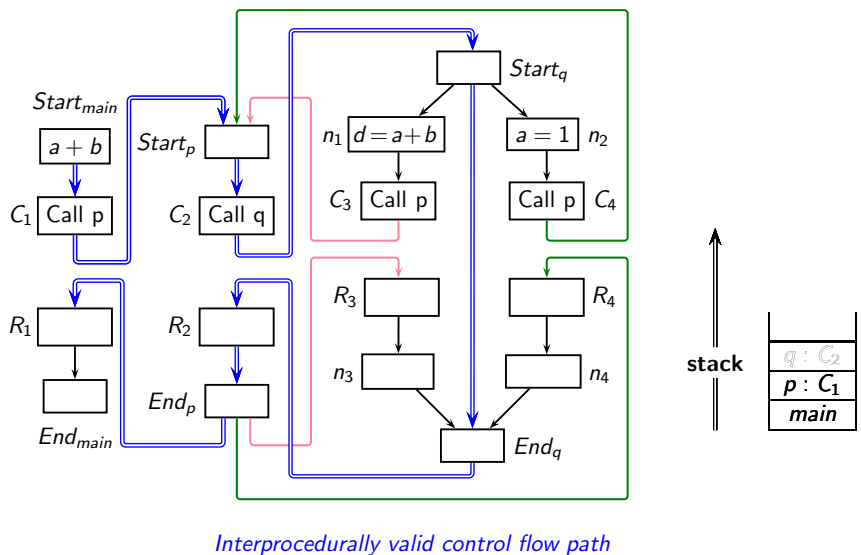 Start_q
Start_main
n_1 d = a+b
a = 1 n_2
a + b
Start_p
C_1 Call p
C_2 Call q
C_3 Call p
Call p C_4
R_1
R_2
R_3
R_4
q : C_2
stack
p : C_1
n_3
n_4
End_p
main
End_main
End_q
Interprocedurally valid control flow path